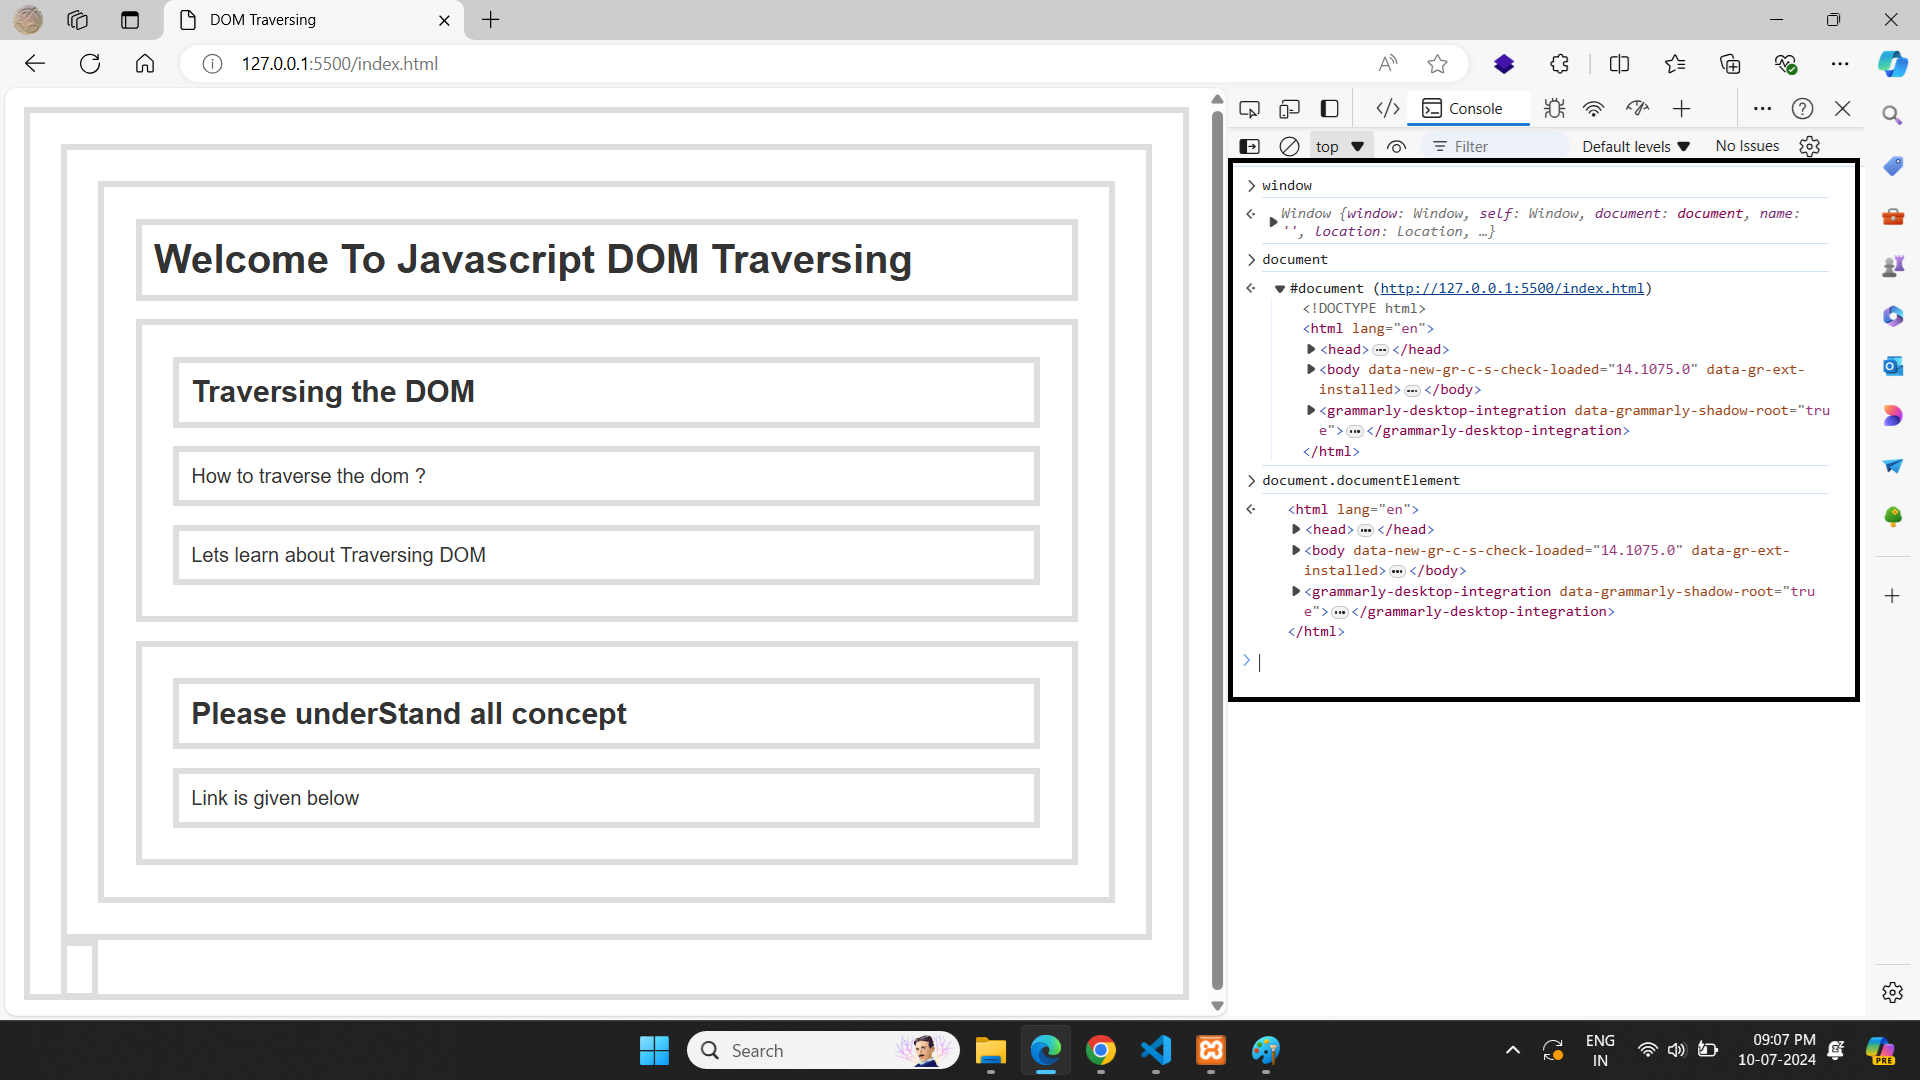 DOM Traversing
127.0.0.1:5500/index.html
Welcome To Javascript DOM Traversing
Traversing the DOM
How to traverse the dom ?
Lets learn about Traversing DOM
Please underStand all concept
Link is given below
Console
top
Filter
Default levels
No Issues
window
Window {window: Window, self: Window, document: document, name:
'', location: Location, …}
document
#document (http://127.0.0.1:5500/index.html)
<!DOCTYPE html>
<html lang="en">
<head> ••• </head>
<body data-new-gr-c-s-check-loaded="14.1075.0" data-gr-ext-
installed> ••• </body>
<grammarly-desktop-integration data-grammarly-shadow-root="tru
e"> ••• </grammarly-desktop-integration>
</html>
document.documentElement
<html lang="en">
<head> ••• </head>
<body data-new-gr-c-s-check-loaded="14.1075.0" data-gr-ext-
installed> ••• </body>
<grammarly-desktop-integration data-grammarly-shadow-root="tru
e"> ••• </grammarly-desktop-integration>
</html>
Search
ENG
IN
09:07 PM
10-07-2024
PRE